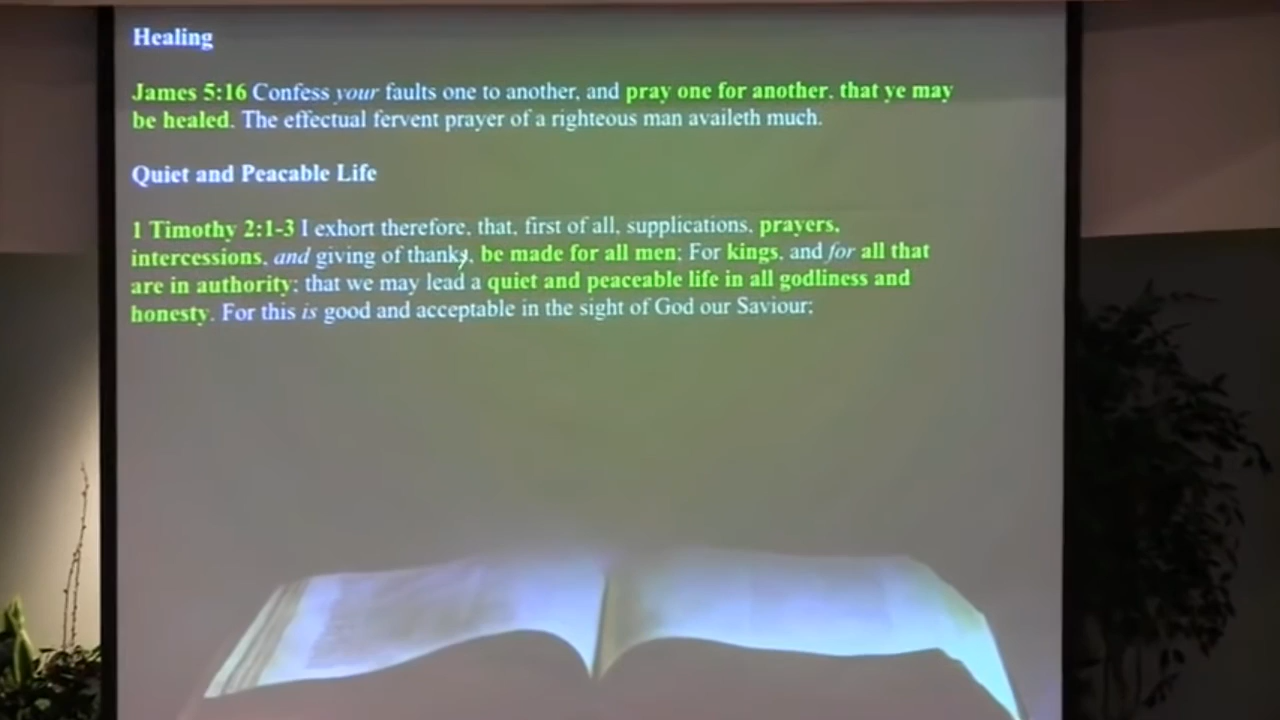 Healing
James 5:16 Confess your faults one to another, and pray one for another, that ye may
be healed. The effectual fervent prayer of a righteous man availeth much.
Quiet and Peacable Life
1 Timothy 2:1-3 I exhort therefore, that, first of all, supplications, prayers,
intercessions, and giving of thanks, be made for all men; For kings, and for all that
are in authority; that we may lead a quiet and peaceable life in all godliness and
honesty. For this is good and acceptable in the sight of God our Saviour;